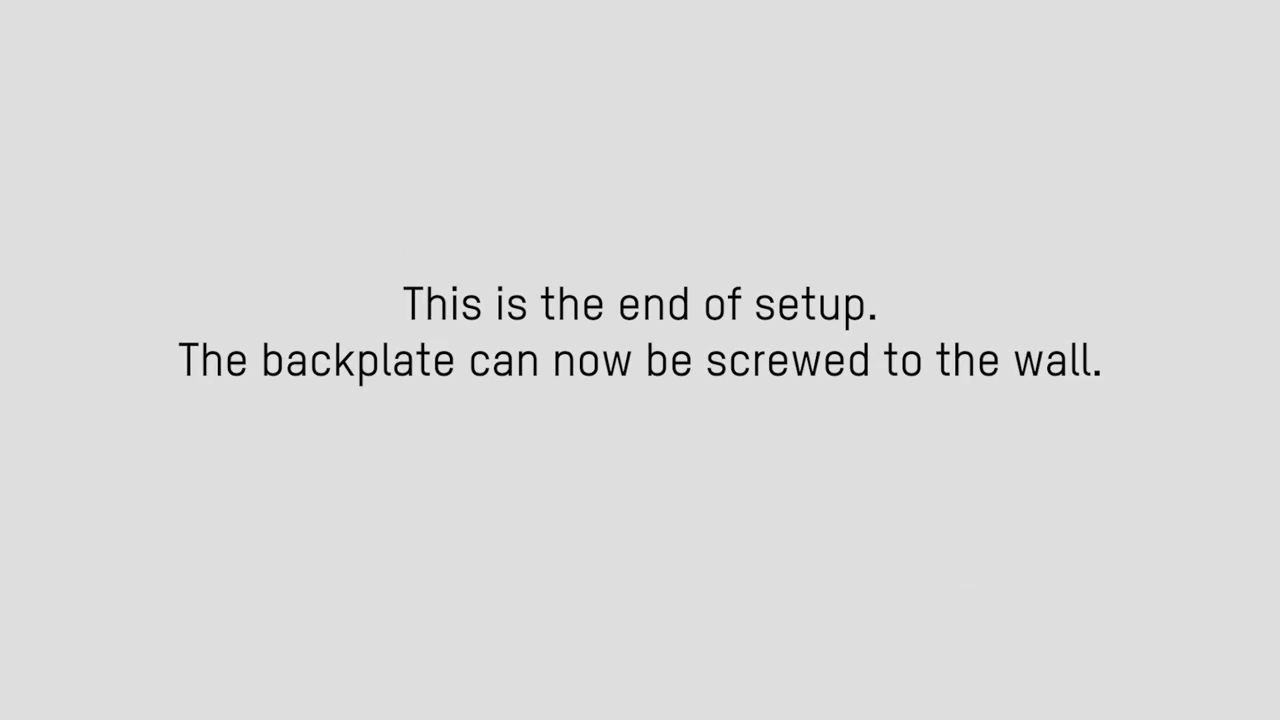 This is the end of setup.
The backplate can now be screwed to the wall.